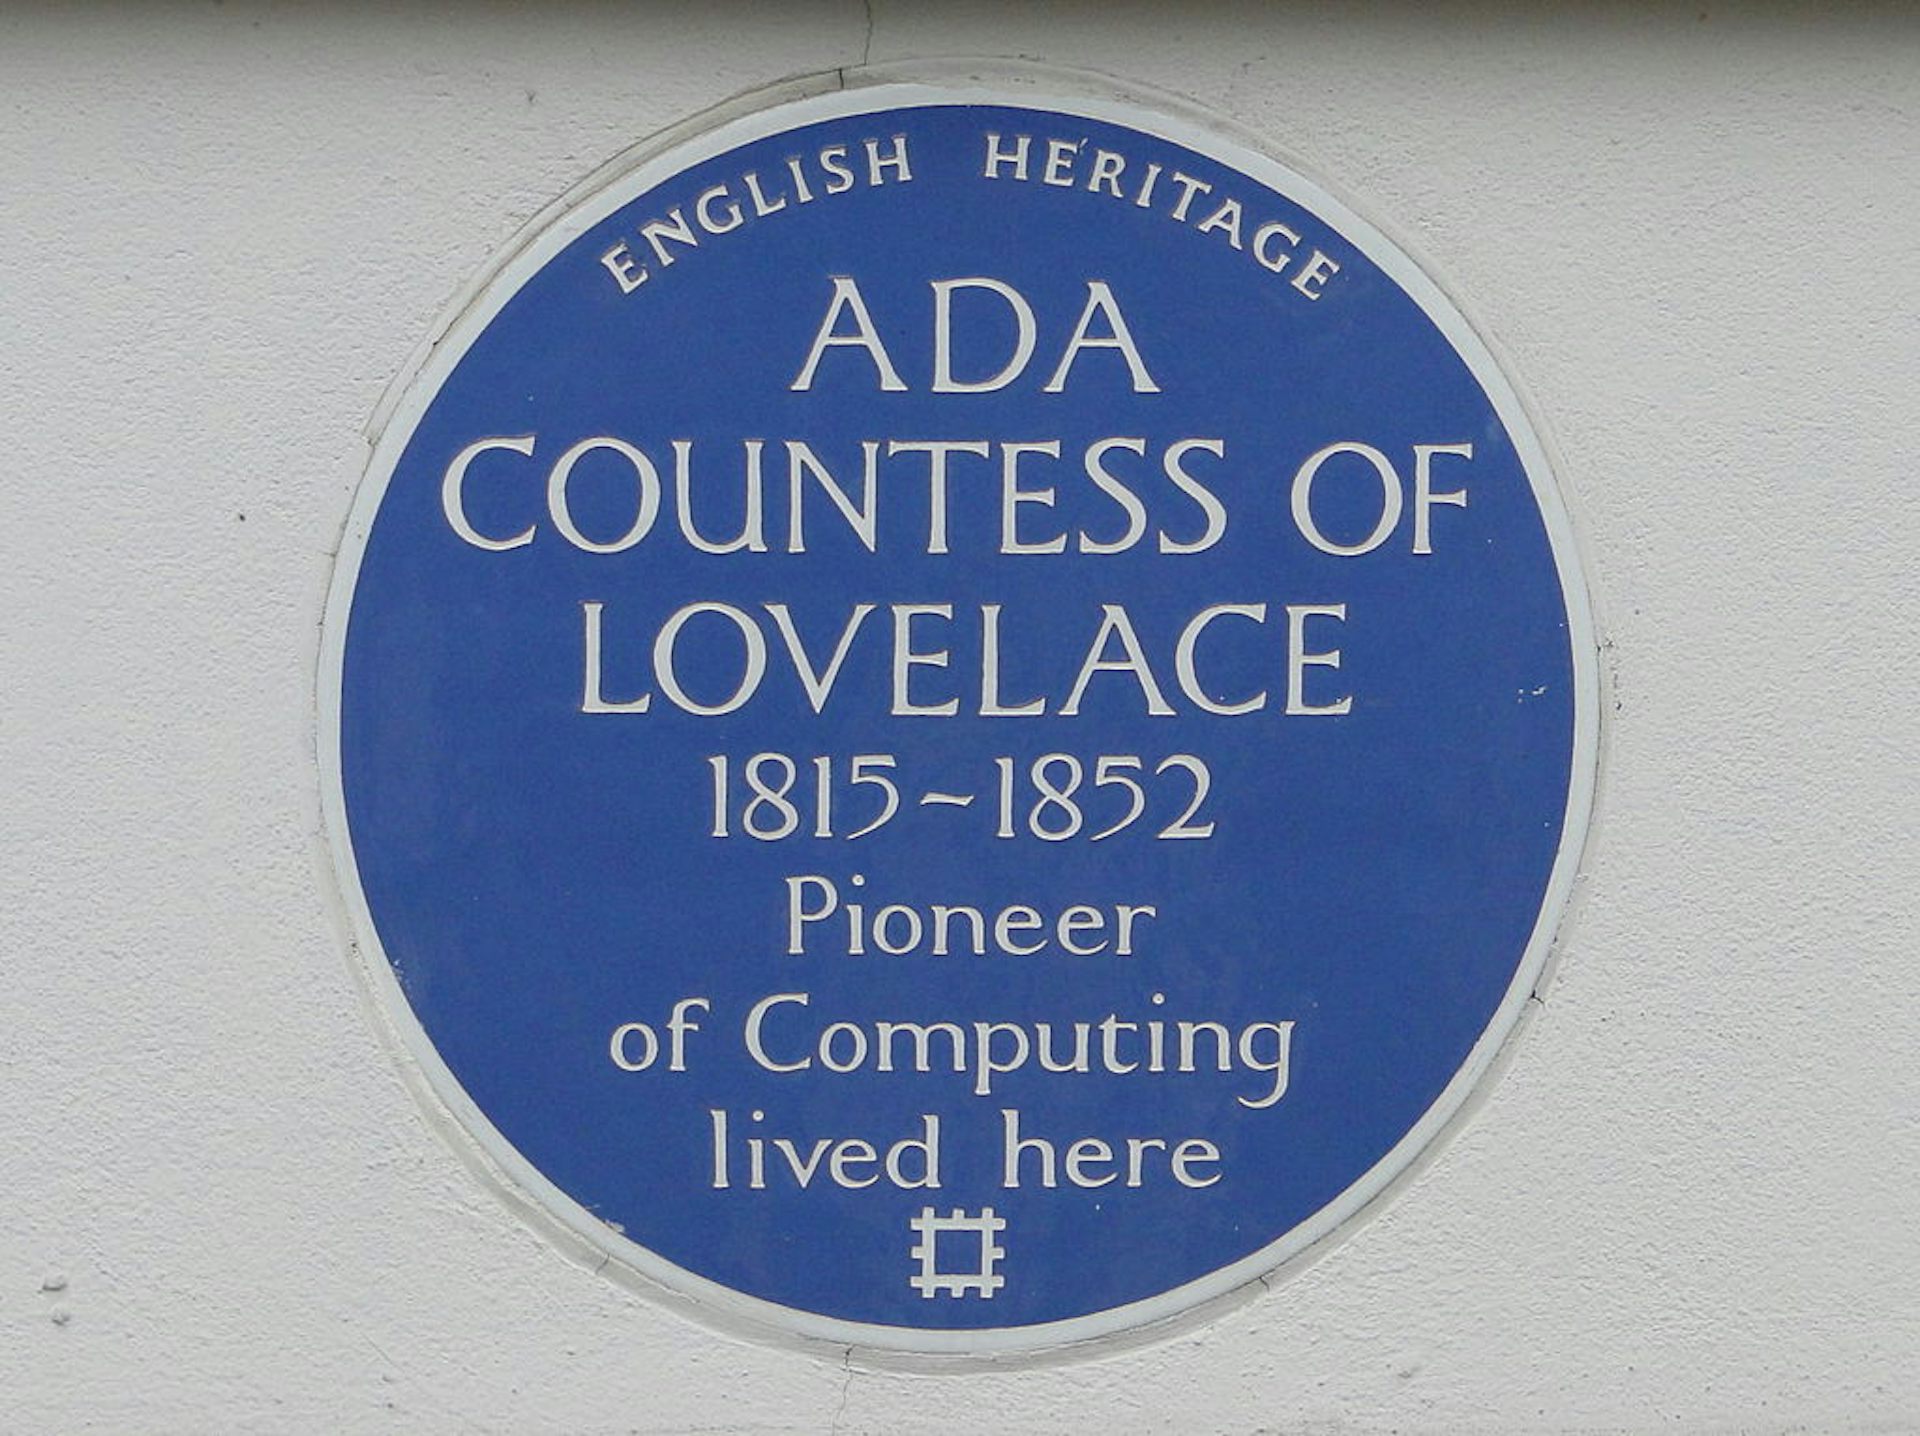 ENGLISH HERITAGE
ADA
COUNTESS OF
LOVELACE
1815~1852
Pioneer
of Computing
lived here